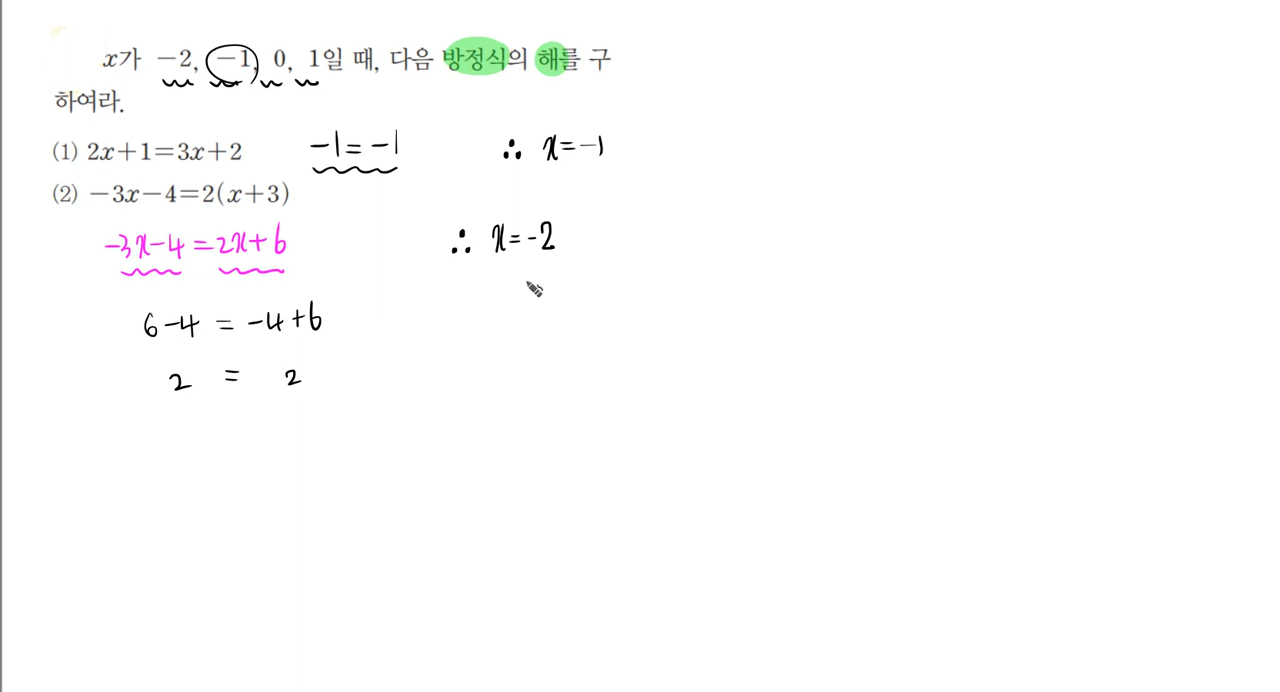 x가 −2, −1, 0, 1일 때, 다음 방정식의 해를 구
하여라.
(1) 2x+1=3x+2 -1=-1 ∴ x=-1
(2) −3x−4=2(x+3)
-3x-4=2x+6 ∴ x=-2
6-4 = -4+6
2 = 2